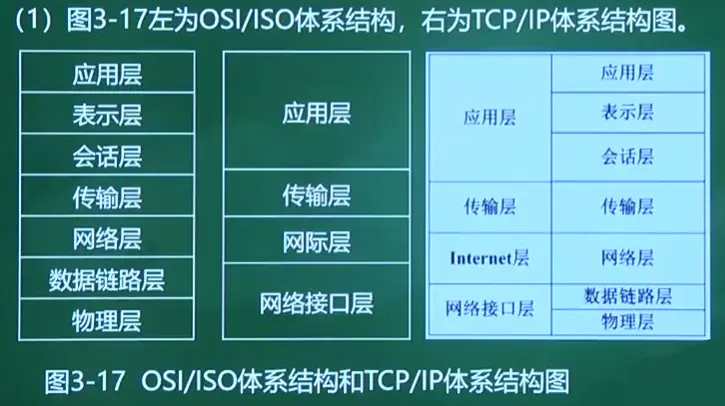 (1) 图3-17左为OSI/ISO体系结构，右为TCP/IP体系结构图。
应用层
表示层
会话层
传输层
网络层
数据链路层
物理层
应用层
传输层
网际层
网络接口层
应用层
传输层
Internet层
网络接口层
应用层
表示层
会话层
传输层
网络层
数据链路层
物理层
图3-17 OSI/ISO体系结构和TCP/IP体系结构图